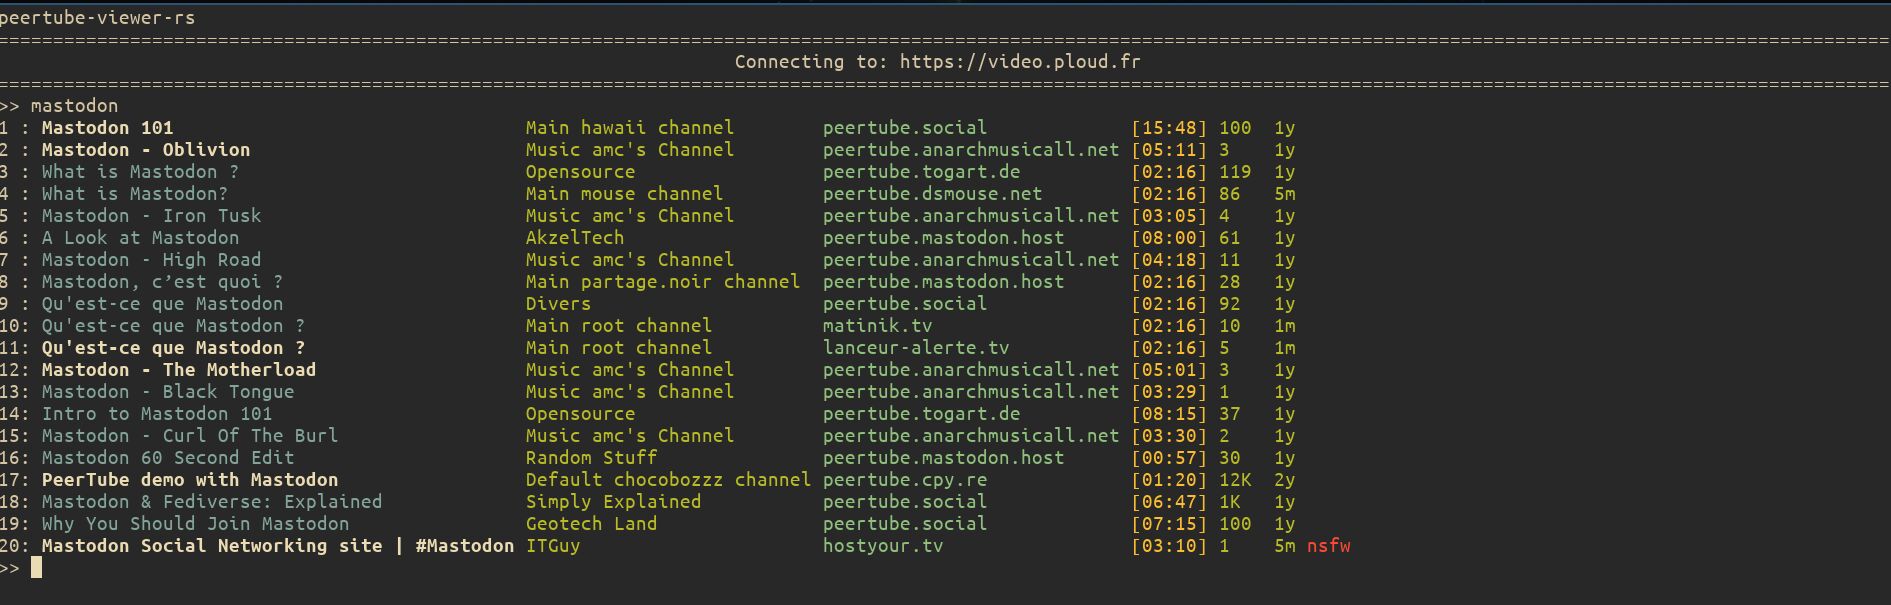 peertube-viewer-rs
============================================================================================================================================================================
Connecting to: https://video.ploud.fr
============================================================================================================================================================================
>> mastodon
1 : Mastodon 101 Main hawaii channel peertube.social [15:48] 100 1y
2 : Mastodon - Oblivion Music amc's Channel peertube.anarchmusicall.net [05:11] 3 1y
3 : What is Mastodon ? Opensource peertube.togart.de [02:16] 119 1y
4 : What is Mastodon? Main mouse channel peertube.dsmouse.net [02:16] 86 5m
5 : Mastodon - Iron Tusk Music amc's Channel peertube.anarchmusicall.net [03:05] 4 1y
6 : A Look at Mastodon AkzelTech peertube.mastodon.host [08:00] 61 1y
7 : Mastodon - High Road Music amc's Channel peertube.anarchmusicall.net [04:18] 11 1y
8 : Mastodon, c’est quoi ? Main partage.noir channel peertube.mastodon.host [02:16] 28 1y
9 : Qu'est-ce que Mastodon Divers peertube.social [02:16] 92 1y
10: Qu'est-ce que Mastodon ? Main root channel matinik.tv [02:16] 10 1m
11: Qu'est-ce que Mastodon ? Main root channel lanceur-alerte.tv [02:16] 5 1m
12: Mastodon - The Motherload Music amc's Channel peertube.anarchmusicall.net [05:01] 3 1y
13: Mastodon - Black Tongue Music amc's Channel peertube.anarchmusicall.net [03:29] 1 1y
14: Intro to Mastodon 101 Opensource peertube.togart.de [08:15] 37 1y
15: Mastodon - Curl Of The Burl Music amc's Channel peertube.anarchmusicall.net [03:30] 2 1y
16: Mastodon 60 Second Edit Random Stuff peertube.mastodon.host [00:57] 30 1y
17: PeerTube demo with Mastodon Default chocobozzz channel peertube.cpy.re [01:20] 12K 2y
18: Mastodon & Fediverse: Explained Simply Explained peertube.social [06:47] 1K 1y
19: Why You Should Join Mastodon Geotech Land peertube.social [07:15] 100 1y
20: Mastodon Social Networking site | #Mastodon ITGuy hostyour.tv [03:10] 1 5m nsfw
>>